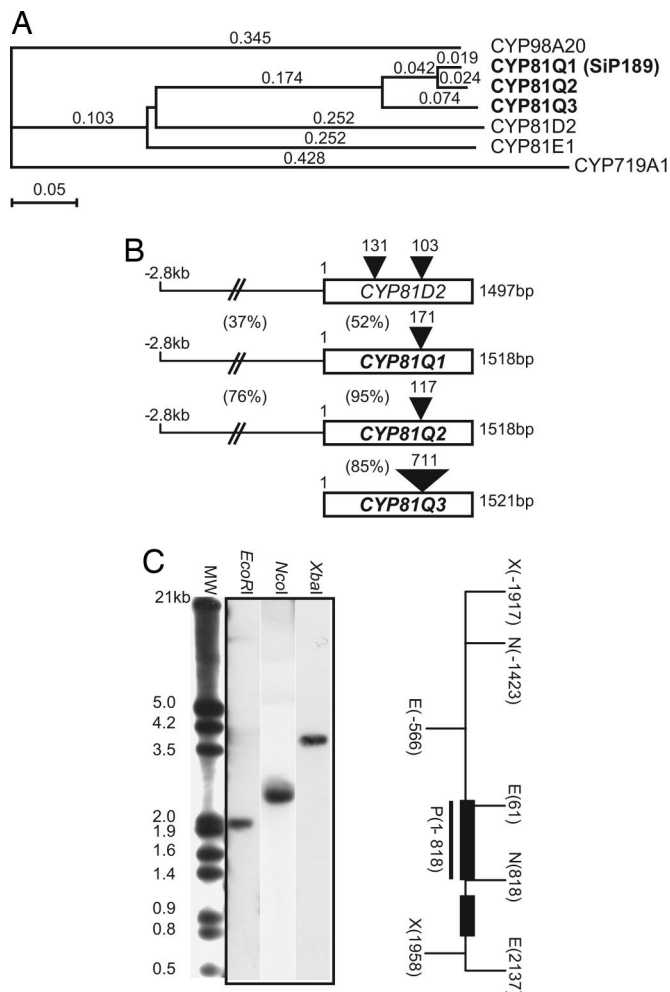 A
0.345
CYP98A20
0.019
0.042
CYP81Q1 (SiP189)
0.174
0.024
CYP81Q2
0.074
CYP81Q3
0.103
0.252
CYP81D2
0.252
CYP81E1
0.428
CYP719A1
0.05
B
131 103
1
-2.8kb
CYP81D2
1497bp
(37%) (52%) 171
1
-2.8kb
CYP81Q1
1518bp
(76%) (95%) 117
1
-2.8kb
CYP81Q2
1518bp
(85%) 711
1
CYP81Q3
1521bp
C
MW
EcoRI
NcoI
XbaI
21kb
5.0
4.2
3.5
2.0
1.9
1.6
1.4
0.9
0.8
0.5
X(-1917)
N(-1423)
E(-566)
E(61)
P(1-818)
N(818)
X(1958)
E(2137)